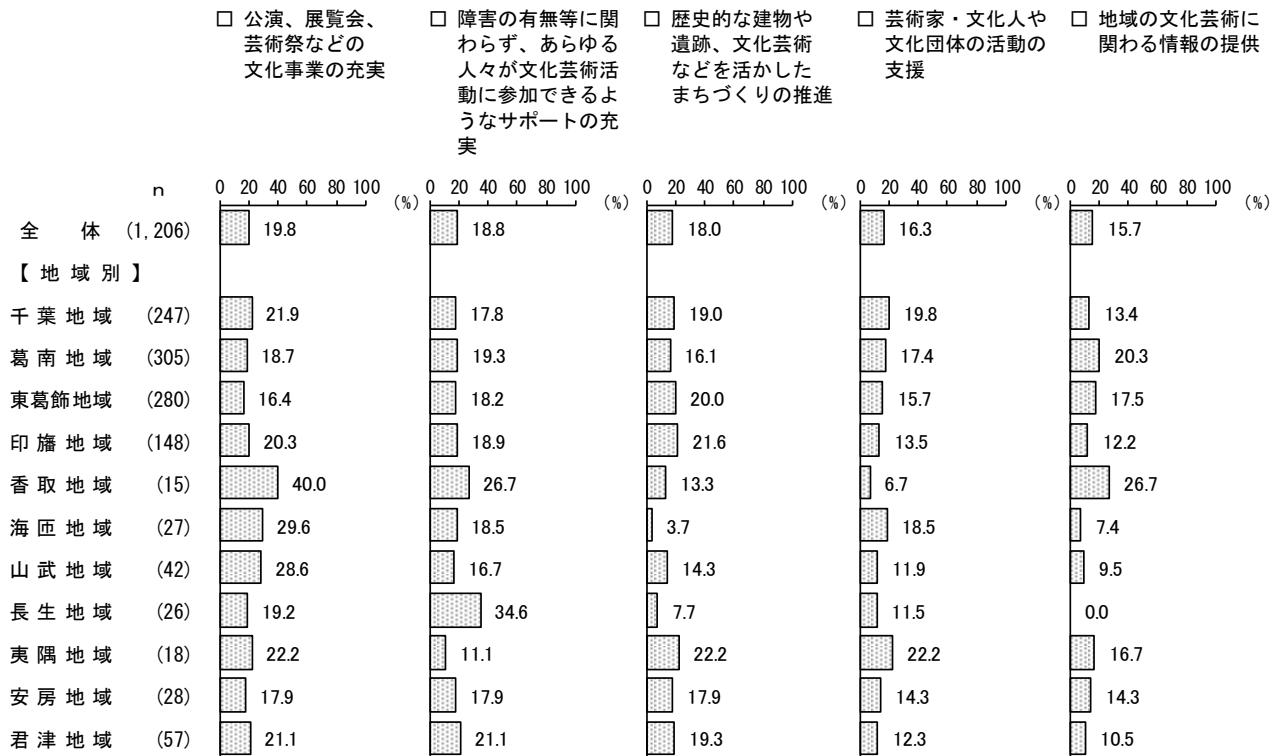 □ 公演、展覧会、
芸術祭などの
文化事業の充実
□ 障害の有無等に関
わらず、あらゆる
人々が文化芸術活
動に参加できるよ
うなサポートの充
実
□ 歴史的な建物や
遺跡、文化芸術
などを活かした
まちづくりの推進
□ 芸術家・文化人や
文化団体の活動の
支援
□ 地域の文化芸術に
関わる情報の提供
n 0 20 40 60 80 100 (%) 0 20 40 60 80 100 (%) 0 20 40 60 80 100 (%) 0 20 40 60 80 100 (%) 0 20 40 60 80 100 (%)
全体 (1,206) 19.8 18.8 18.0 16.3 15.7
【地域別】
千葉地域 (247) 21.9 17.8 19.0 19.8 13.4
葛南地域 (305) 18.7 19.3 16.1 17.4 20.3
東葛飾地域 (280) 16.4 18.2 20.0 15.7 17.5
印旛地域 (148) 20.3 18.9 21.6 13.5 12.2
香取地域 (15) 40.0 26.7 13.3 6.7 26.7
海匝地域 (27) 29.6 18.5 3.7 18.5 7.4
山武地域 (42) 28.6 16.7 14.3 11.9 9.5
長生地域 (26) 19.2 34.6 7.7 11.5 0.0
夷隅地域 (18) 22.2 11.1 22.2 22.2 16.7
安房地域 (28) 17.9 17.9 17.9 14.3 14.3
君津地域 (57) 21.1 21.1 19.3 12.3 10.5